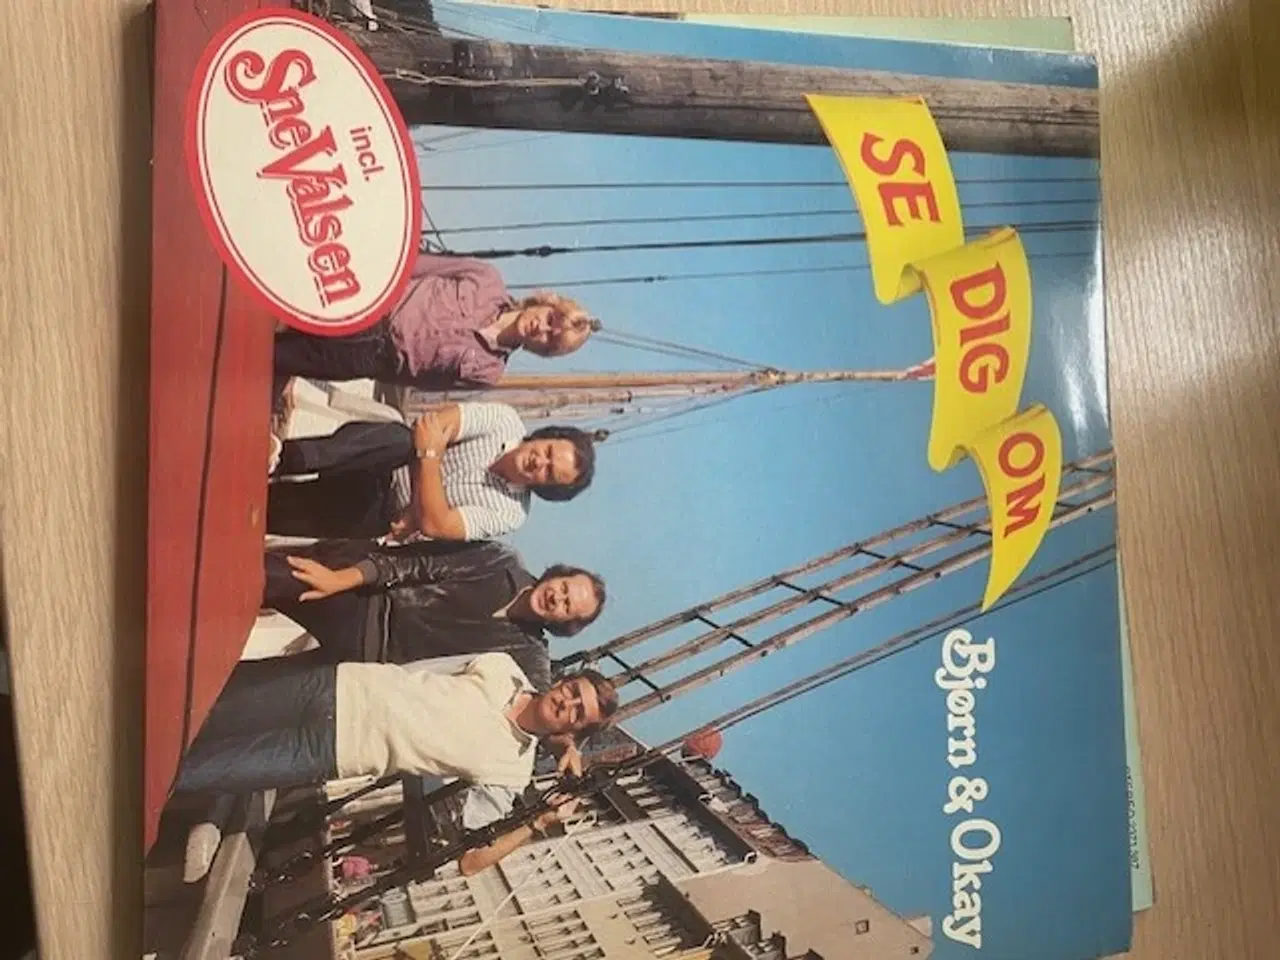 SE DIG OM
Bjørn & Okay
incl.
SneValsen